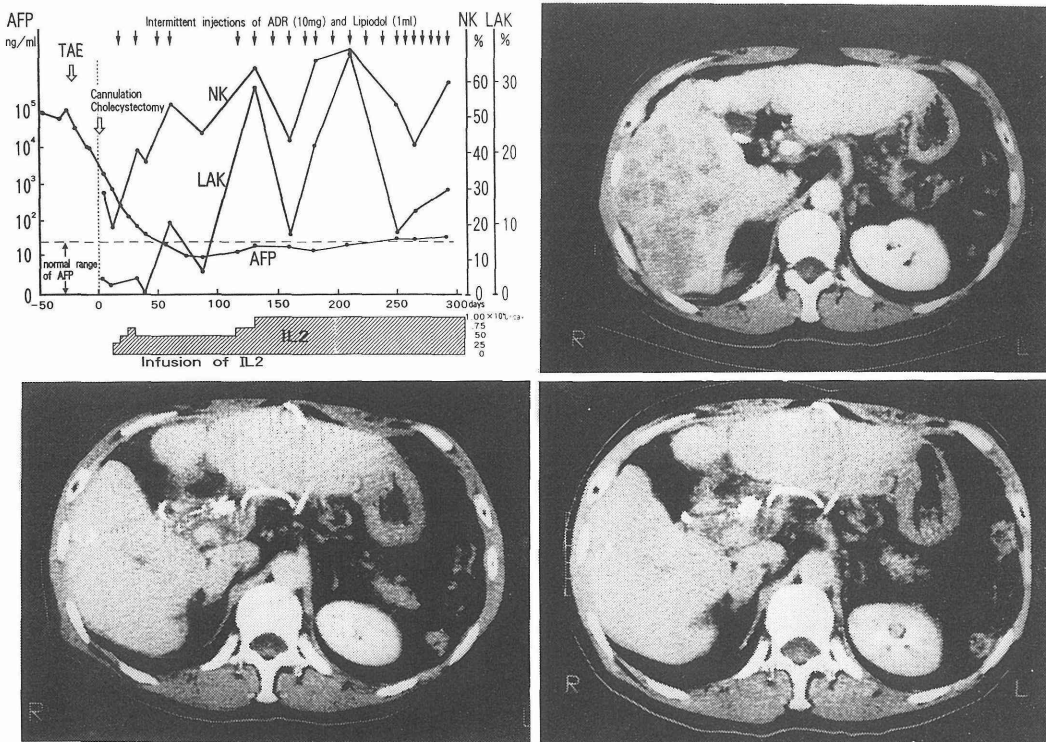 AFP
ng/ml
Intermittent injections of ADR (10mg) and Lipiodol (1ml)
NK LAK
% %
TAE
Cannulation
Cholecystectomy
NK
LAK
AFP
normal range
of AFP
10⁵
10⁴
10³
10²
10
0
60
50
40
30
20
10
0
30
20
10
0
-50 0 50 100 150 200 250 300 days
IL2
Infusion of IL2
1.00
.75
50
25
0
R
L
R
R
L